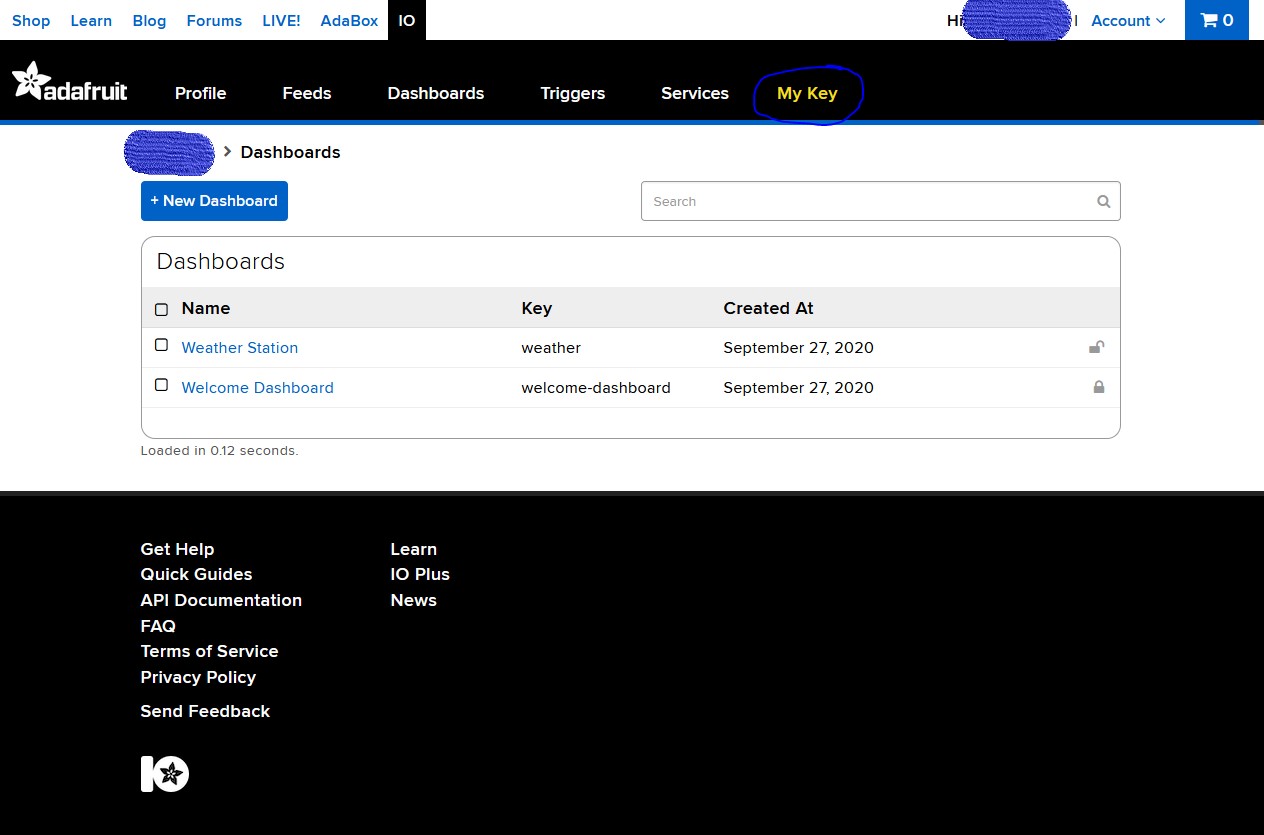 Shop Learn Blog Forums LIVE! AdaBox IO Hi | Account 0
adafruit Profile Feeds Dashboards Triggers Services My Key
> Dashboards
+ New Dashboard Search
Dashboards
Name Key Created At
Weather Station weather September 27, 2020
Welcome Dashboard welcome-dashboard September 27, 2020
Loaded in 0.12 seconds.
Get Help Learn
Quick Guides IO Plus
API Documentation News
FAQ
Terms of Service
Privacy Policy
Send Feedback
IO